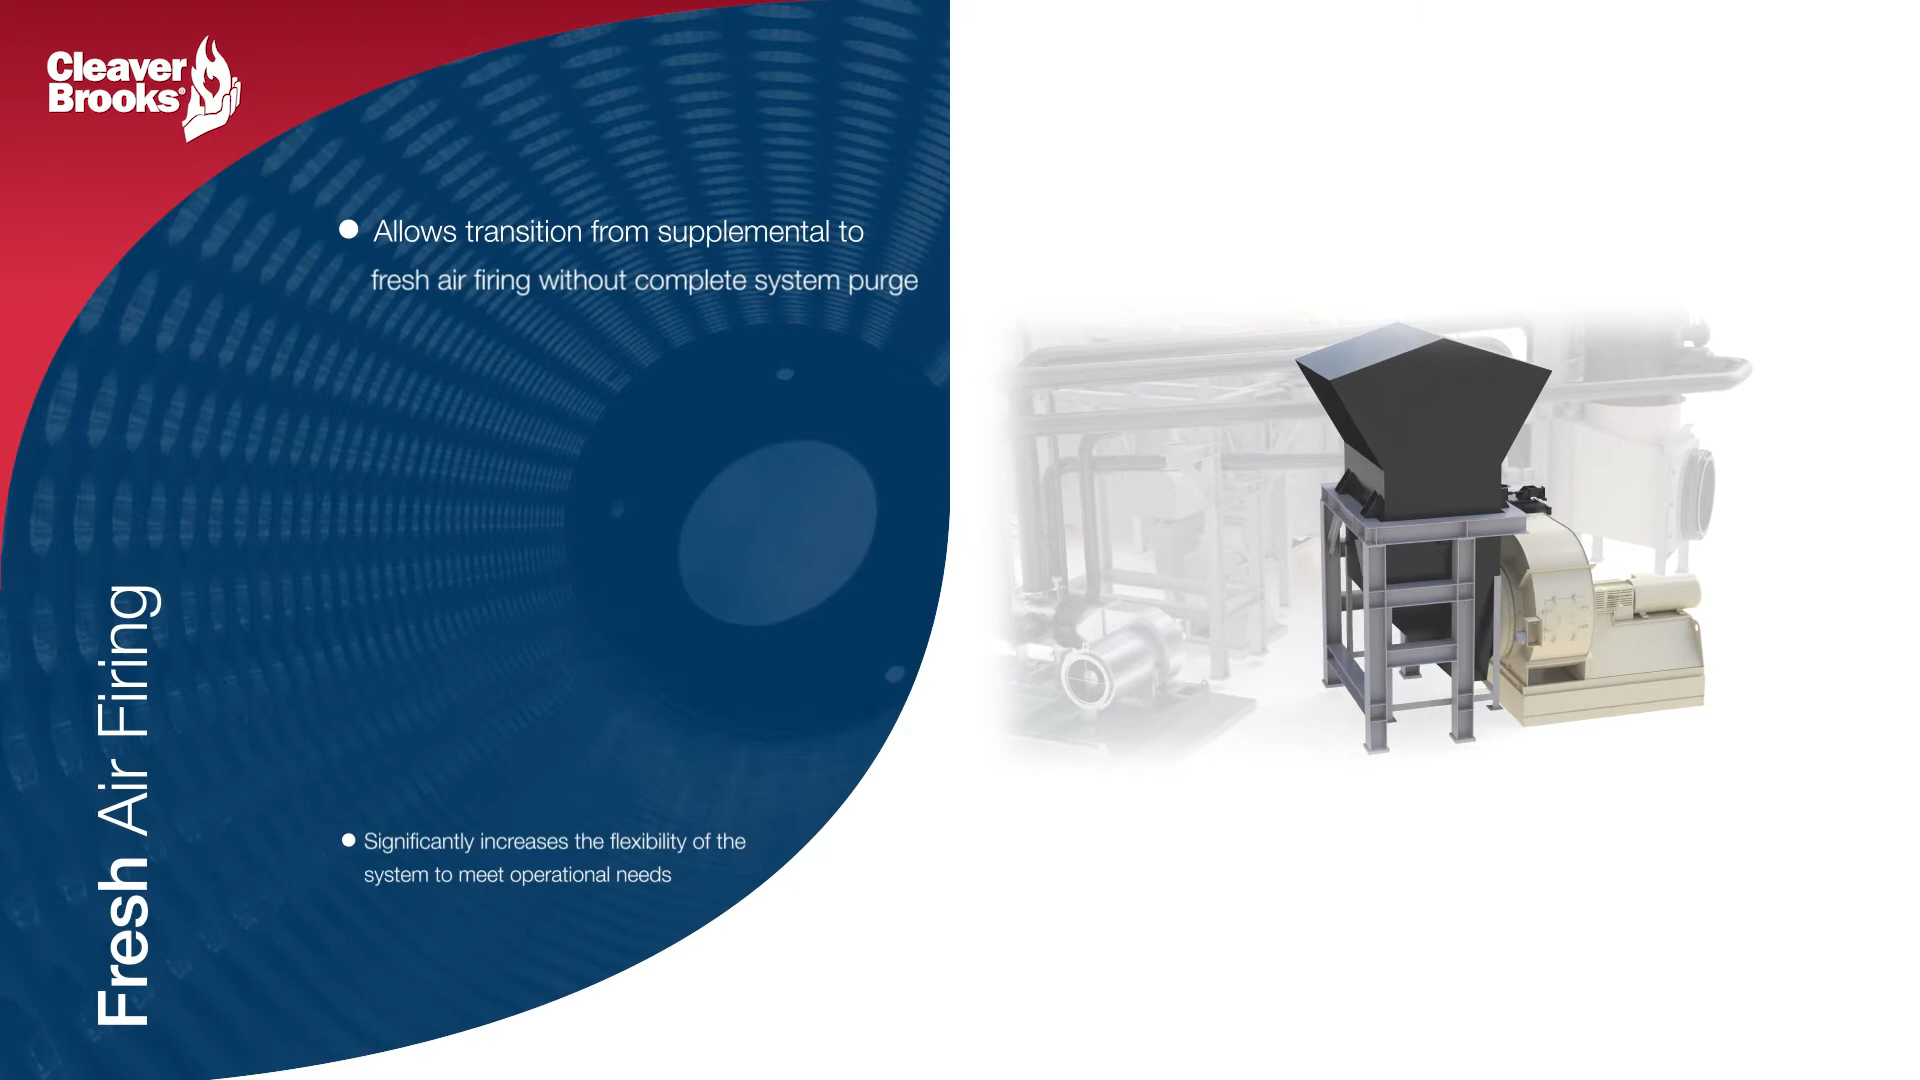 Cleaver
Brooks®
Allows transition from supplemental to
fresh air firing without complete system purge
Fresh Air Firing
Significantly increases the flexibility of the
system to meet operational needs